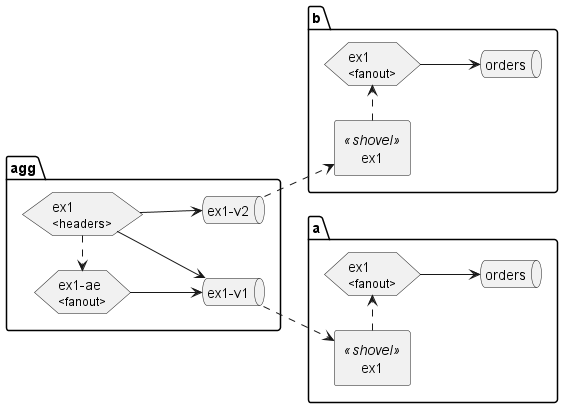 b
ex1
<fanout>
orders
«shovel»
ex1
agg
ex1
<headers>
ex1-v2
ex1-ae
<fanout>
ex1-v1
a
ex1
<fanout>
orders
«shovel»
ex1